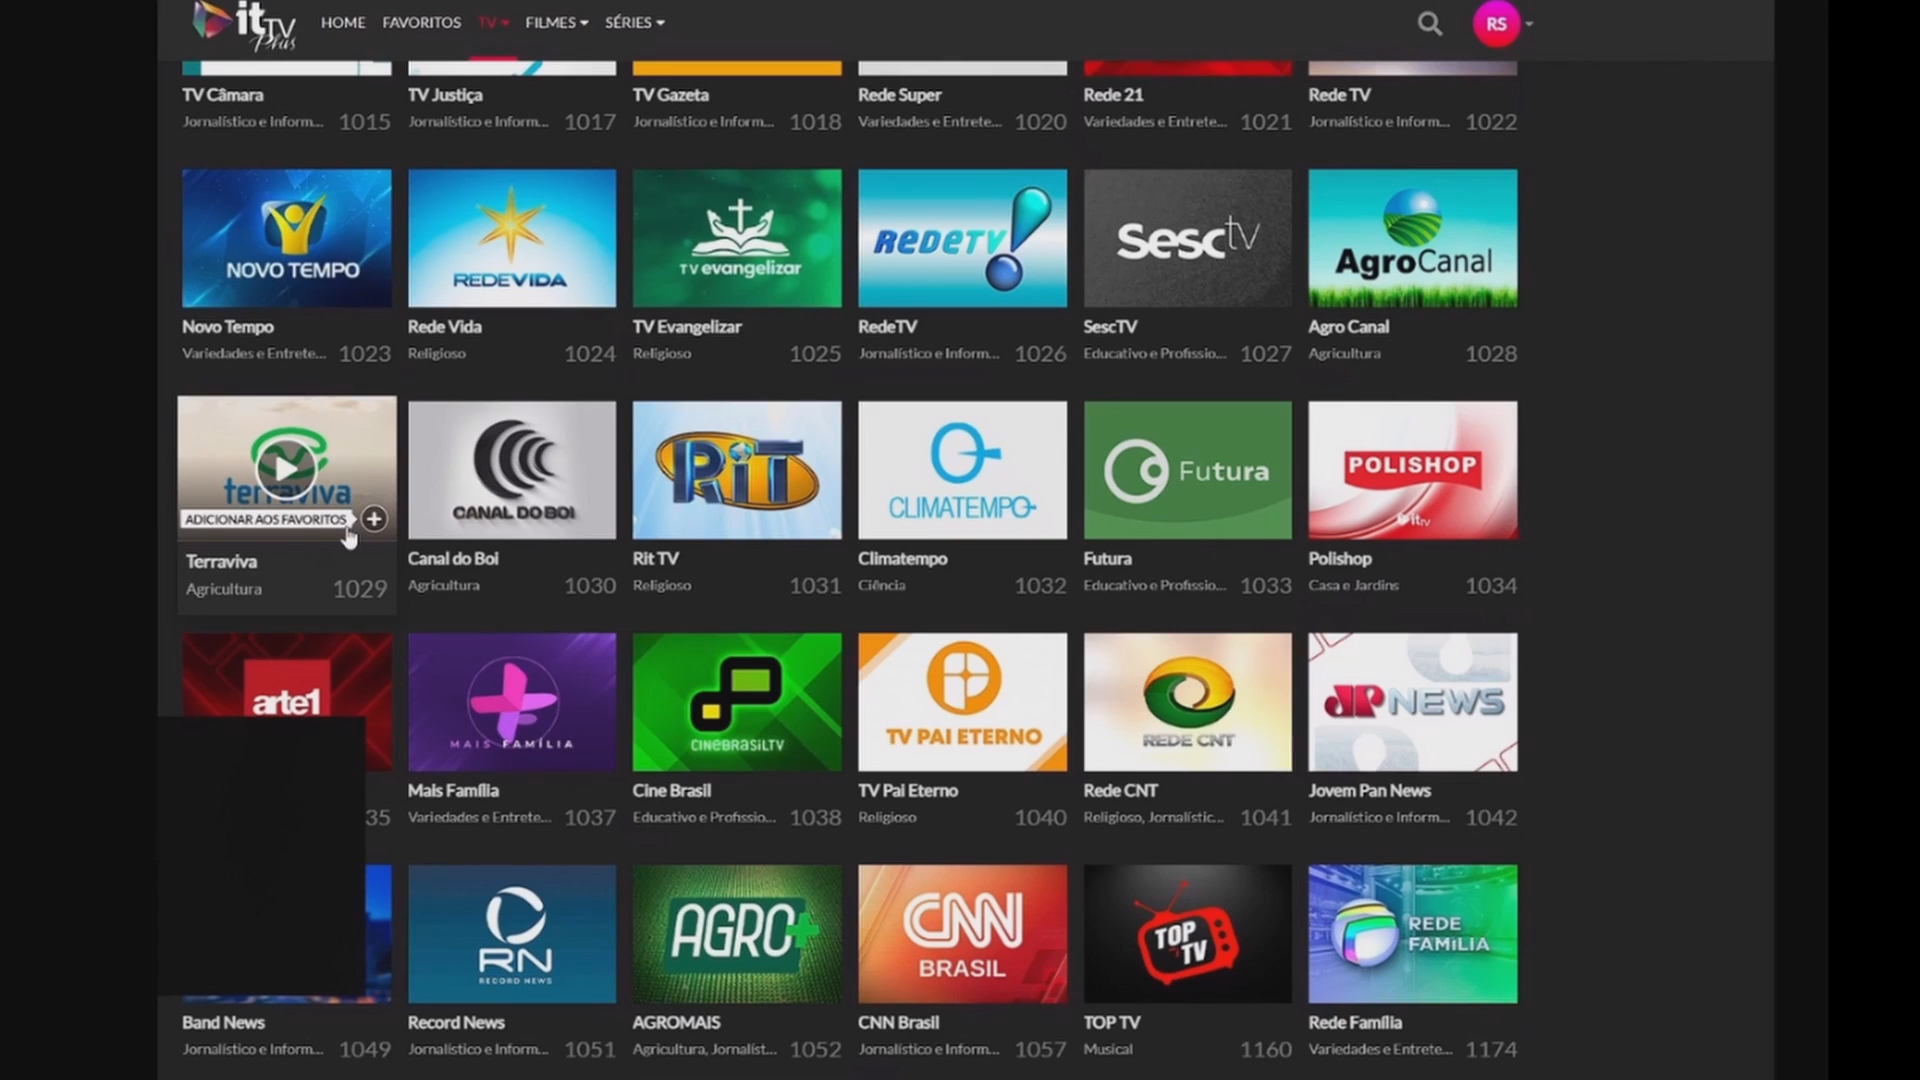 itTV Plus HOME FAVORITOS TV FILMES SÉRIES RS
TV Câmara TV Justiça TV Gazeta Rede Super Rede 21 Rede TV
Jornalístico e Inform... 1015 Jornalístico e Inform... 1017 Jornalístico e Inform... 1018 Variedades e Entrete... 1020 Variedades e Entrete... 1021 Jornalístico e Inform... 1022
NOVO TEMPO REDEVIDA TV evangelizar REDETV! Sesctv AgroCanal
Novo Tempo Rede Vida TV Evangelizar RedeTV SescTV Agro Canal
Variedades e Entrete... 1023 Religioso 1024 Religioso 1025 Jornalístico e Inform... 1026 Educativo e Profissio... 1027 Agricultura 1028
terraviva CANAL DO BOI RiT CLIMATEMPO Futura POLISHOP
itTV
ADICIONAR AOS FAVORITOS
Terraviva Canal do Boi Rit TV Climatempo Futura Polishop
Agricultura 1029 Agricultura 1030 Religioso 1031 Ciência 1032 Educativo e Profissio... 1033 Casa e Jardins 1034
arte1 MAIS FAMÍLIA CINEBRASiLTV TV PAI ETERNO REDE CNT JP NEWS
Mais Família Cine Brasil TV Pai Eterno Rede CNT Jovem Pan News
35 Variedades e Entrete... 1037 Educativo e Profissio... 1038 Religioso 1040 Religioso, Jornalístic... 1041 Jornalístico e Inform... 1042
RN RECORD NEWS AGRO+ CNN BRASIL TOP TV REDE FAMíLIA
Band News Record News AGROMAIS CNN Brasil TOP TV Rede Família
Jornalístico e Inform... 1049 Jornalístico e Inform... 1051 Agricultura, Jornalíst... 1052 Jornalístico e Inform... 1057 Musical 1160 Variedades e Entrete... 1174